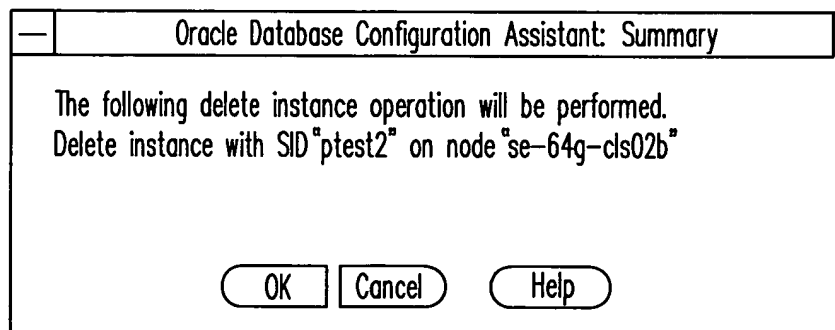 Oracle Database Configuration Assistant: Summary
The following delete instance operation will be performed.
Delete instance with SID "ptest2" on node "se-64g-cls02b"
OK Cancel Help